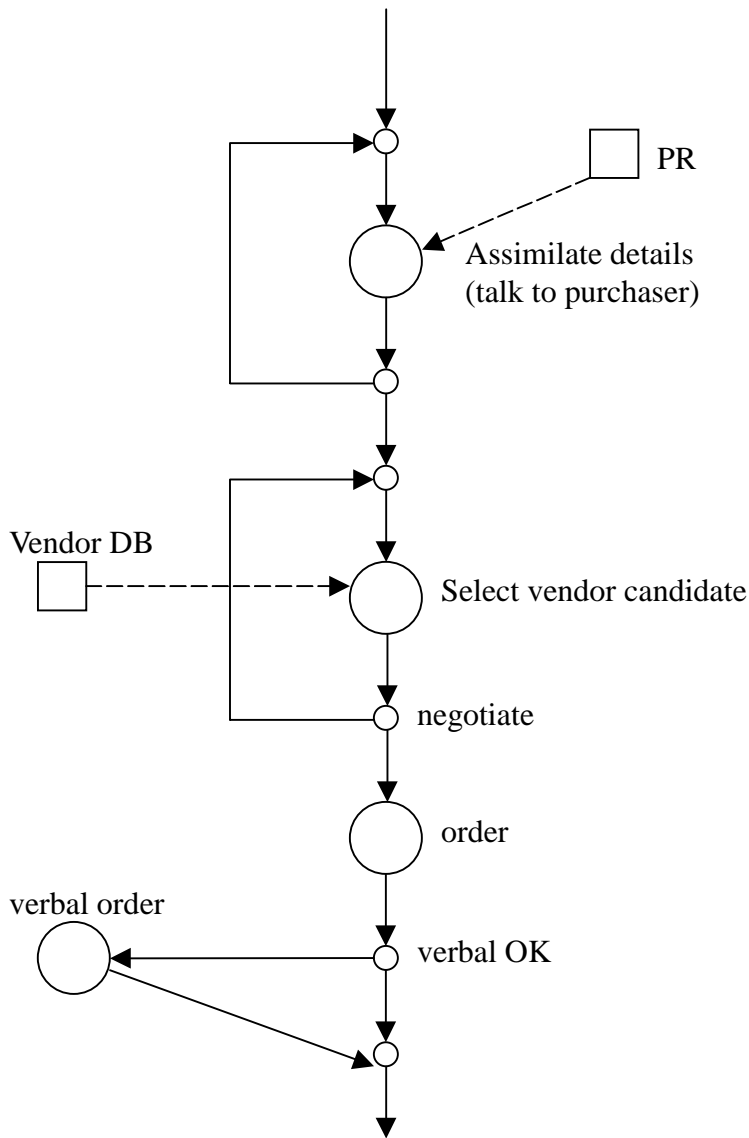 PR
Assimilate details
(talk to purchaser)
Vendor DB
Select vendor candidate
negotiate
order
verbal order
verbal OK